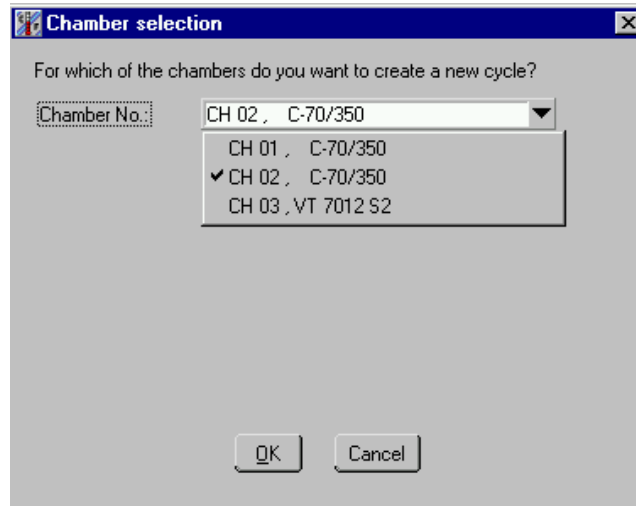 Chamber selection
For which of the chambers do you want to create a new cycle?
Chamber No.: CH 02 , C-70/350
CH 01 , C-70/350
CH 02 , C-70/350
CH 03 , VT 7012 S2
OK Cancel